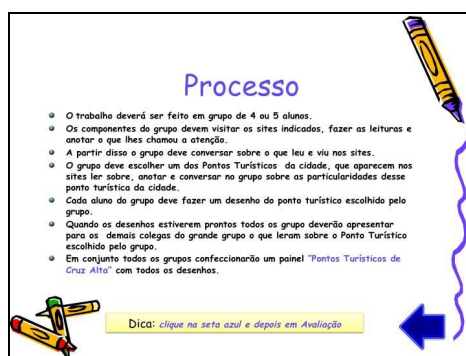 Processo
O trabalho deverá ser feito em grupo de 4 ou 5 alunos.
Os componentes do grupo devem visitar os sites indicados, fazer as leituras e
anotar o que lhes chamou a atenção.
A partir disso o grupo deve conversar sobre o que leu e viu nos sites.
O grupo deve escolher um dos Pontos Turísticos da cidade, que aparecem nos
sites ler sobre, anotar e conversar no grupo sobre as particularidades desse
ponto turística da cidade.
Cada aluno do grupo deve fazer um desenho do ponto turístico escolhido pelo
grupo.
Quando os desenhos estiverem prontos todos os grupo deverão apresentar
para os demais colegas do grande grupo o que leram sobre o Ponto Turístico
escolhido pelo grupo.
Em conjunto todos os grupos confeccionarão um painel "Pontos Turísticos de
Cruz Alta" com todos os desenhos.
Dica: clique na seta azul e depois em Avaliação